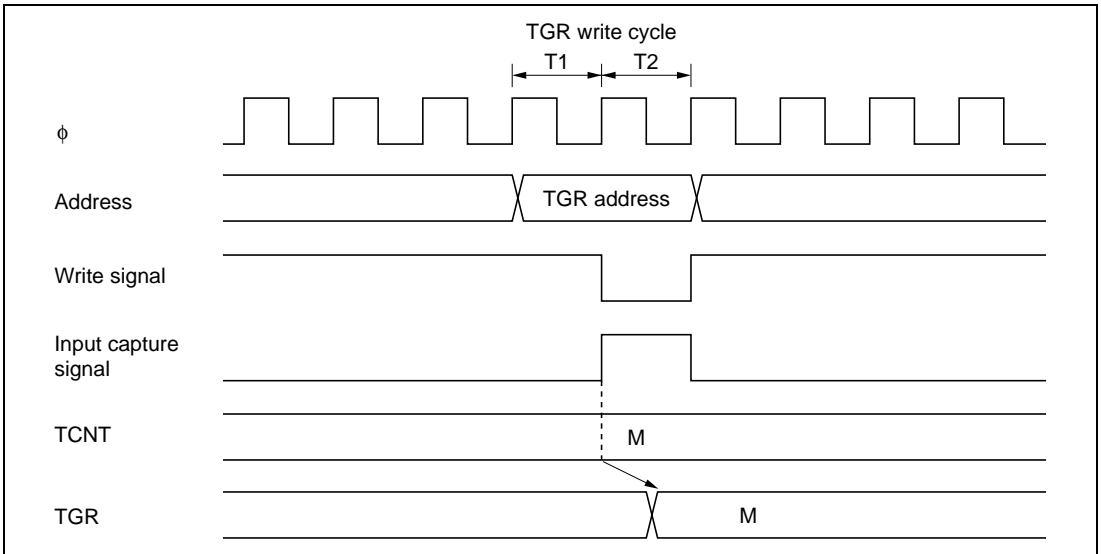 TGR write cycle
T1 T2
ϕ
Address
TGR address
Write signal
Input capture
signal
TCNT
M
TGR
M